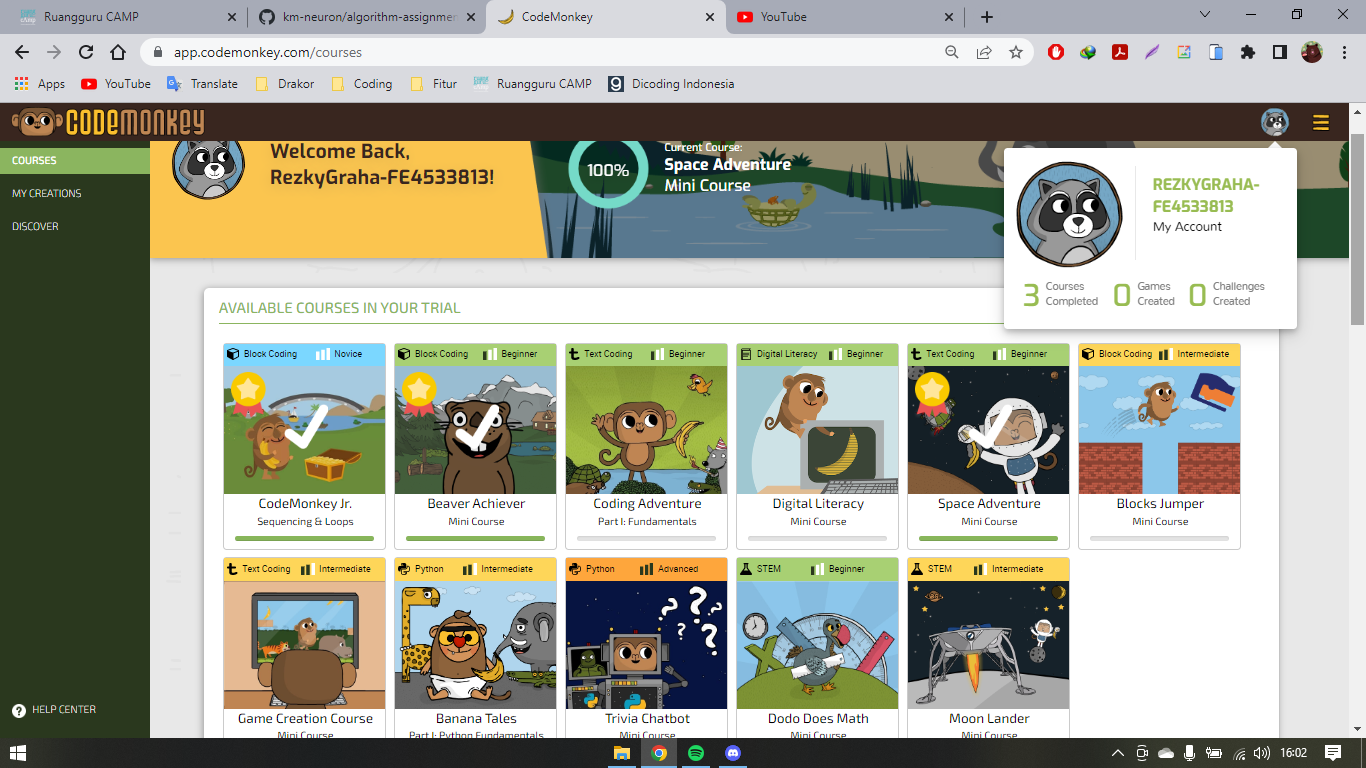 Ruangguru CAMP
km-neuron/algorithm-assignmen
CodeMonkey
YouTube
app.codemonkey.com/courses
Apps
YouTube
Translate
Drakor
Coding
Fitur
Ruangguru CAMP
Dicoding Indonesia
CODEMONKEY
COURSES
MY CREATIONS
DISCOVER
HELP CENTER
Welcome Back,
RezkyGraha-FE4533813!
100%
Current Course:
Space Adventure
Mini Course
REZKYGRAHA-
FE4533813
My Account
3 Courses Completed
0 Games Created
0 Challenges Created
AVAILABLE COURSES IN YOUR TRIAL
Block Coding Novice
CodeMonkey Jr.
Sequencing & Loops
Block Coding Beginner
Beaver Achiever
Mini Course
Text Coding Beginner
Coding Adventure
Part I: Fundamentals
Digital Literacy Beginner
Digital Literacy
Mini Course
Text Coding Beginner
Space Adventure
Mini Course
Block Coding Intermediate
Blocks Jumper
Mini Course
Text Coding Intermediate
Game Creation Course
Mini Course
Python Intermediate
Banana Tales
Part I: Python Fundamentals
Python Advanced
Trivia Chatbot
Mini Course
STEM Beginner
Dodo Does Math
Mini Course
STEM Intermediate
Moon Lander
Mini Course
16:02